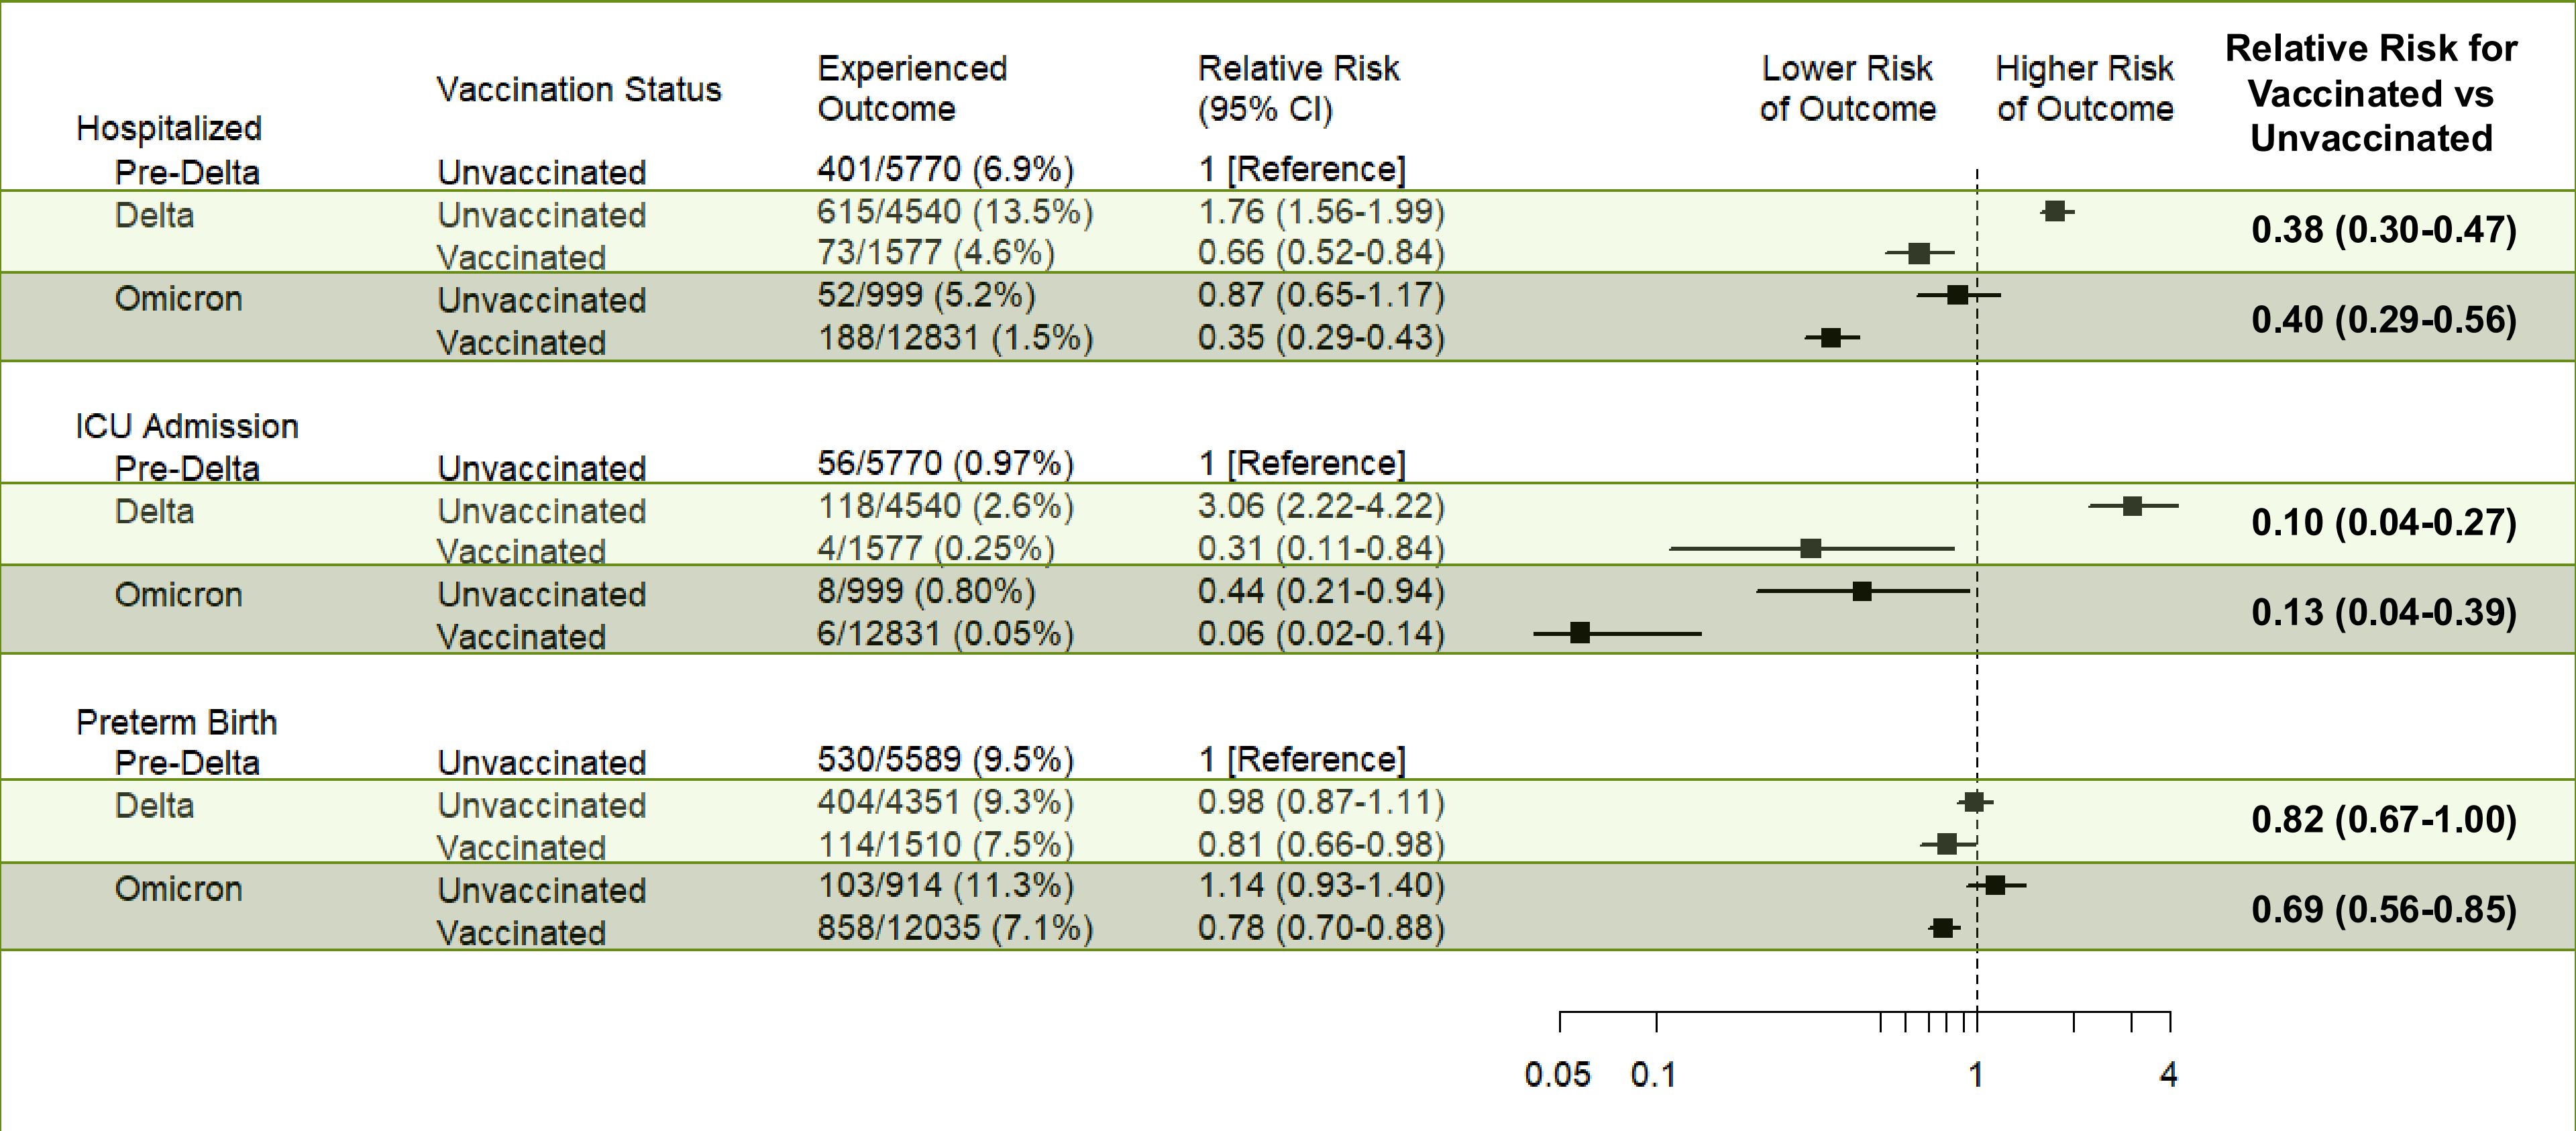 Vaccination Status Experienced Outcome Relative Risk (95% CI) Lower Risk of Outcome Higher Risk of Outcome Relative Risk for Vaccinated vs Unvaccinated
Hospitalized
Pre-Delta Unvaccinated 401/5770 (6.9%) 1 [Reference]
Delta Unvaccinated 615/4540 (13.5%) 1.76 (1.56-1.99)
0.38 (0.30-0.47)
Vaccinated 73/1577 (4.6%) 0.66 (0.52-0.84)
Omicron Unvaccinated 52/999 (5.2%) 0.87 (0.65-1.17)
0.40 (0.29-0.56)
Vaccinated 188/12831 (1.5%) 0.35 (0.29-0.43)
ICU Admission
Pre-Delta Unvaccinated 56/5770 (0.97%) 1 [Reference]
Delta Unvaccinated 118/4540 (2.6%) 3.06 (2.22-4.22)
0.10 (0.04-0.27)
Vaccinated 4/1577 (0.25%) 0.31 (0.11-0.84)
Omicron Unvaccinated 8/999 (0.80%) 0.44 (0.21-0.94)
0.13 (0.04-0.39)
Vaccinated 6/12831 (0.05%) 0.06 (0.02-0.14)
Preterm Birth
Pre-Delta Unvaccinated 530/5589 (9.5%) 1 [Reference]
Delta Unvaccinated 404/4351 (9.3%) 0.98 (0.87-1.11)
0.82 (0.67-1.00)
Vaccinated 114/1510 (7.5%) 0.81 (0.66-0.98)
Omicron Unvaccinated 103/914 (11.3%) 1.14 (0.93-1.40)
0.69 (0.56-0.85)
Vaccinated 858/12035 (7.1%) 0.78 (0.70-0.88)
0.05 0.1 1 4